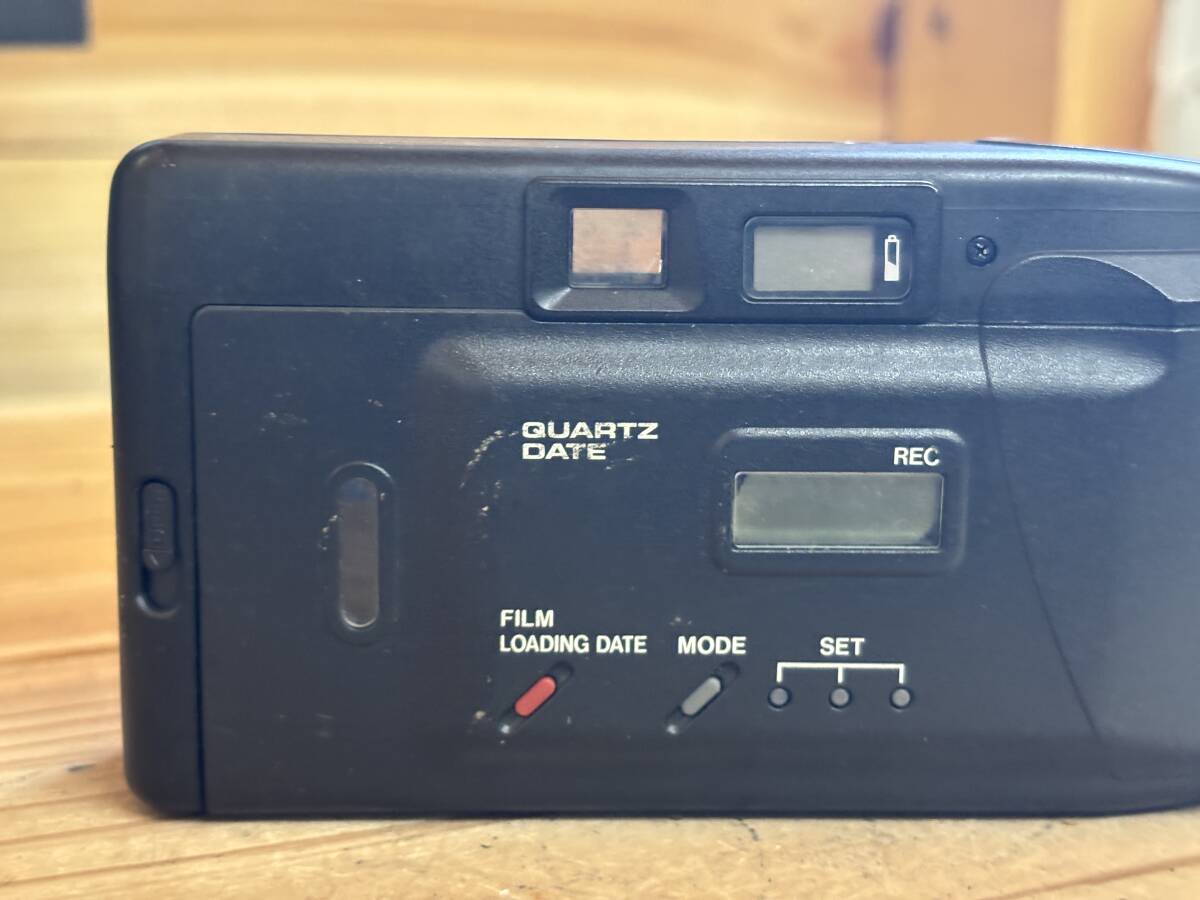 QUARTZ
DATE
REC
FILM
LOADING DATE
MODE
SET